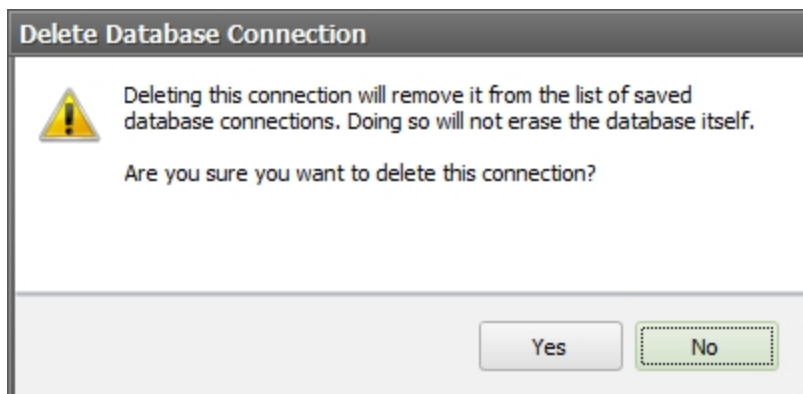 Delete Database Connection
Deleting this connection will remove it from the list of saved
database connections. Doing so will not erase the database itself.
Are you sure you want to delete this connection?
Yes No